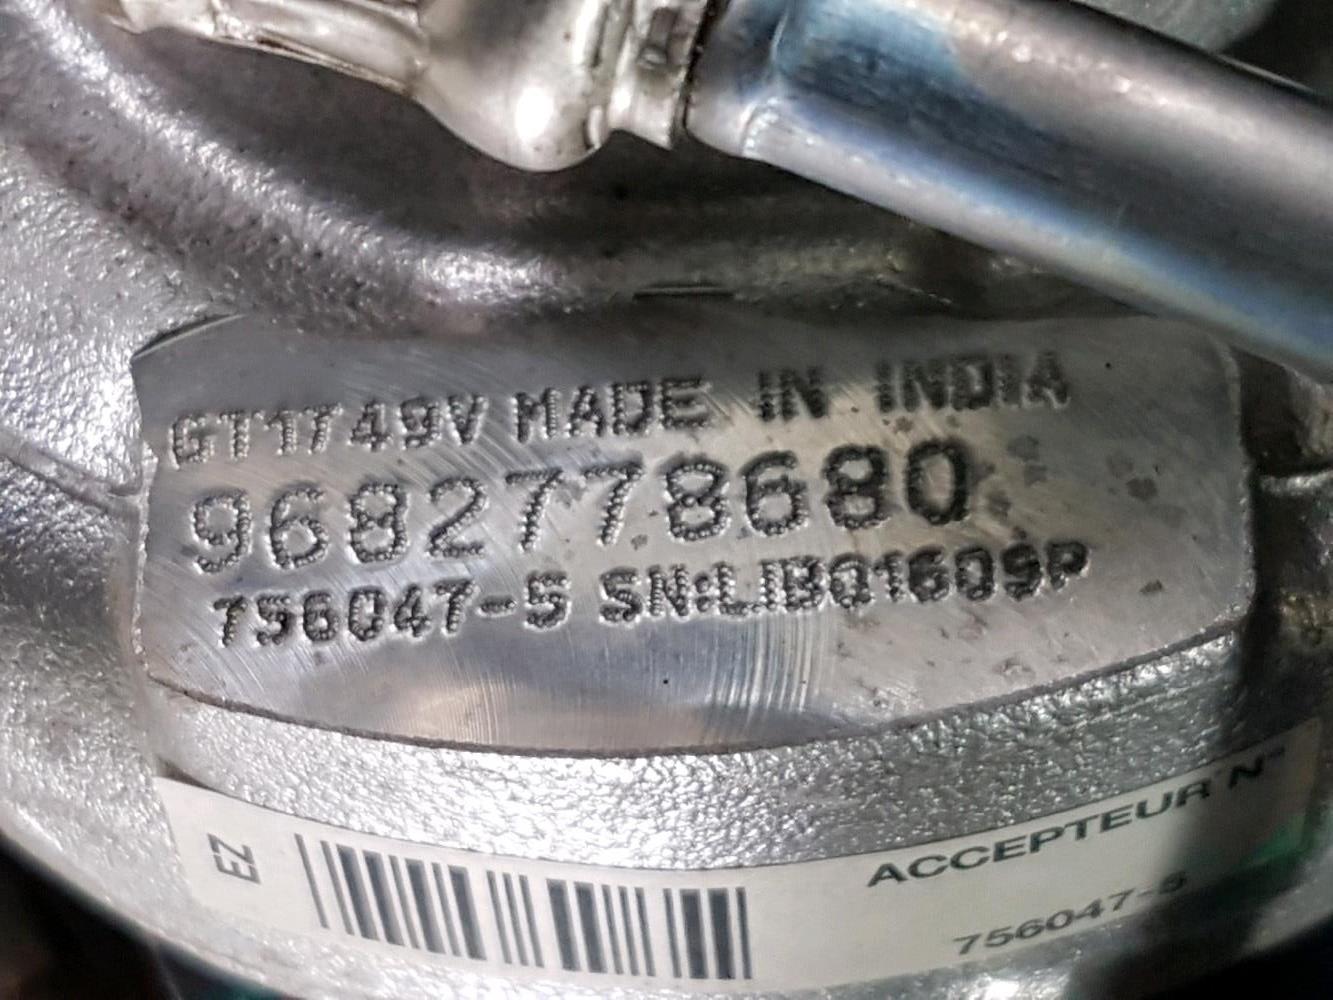 GT1749V MADE IN INDIA
9682778680
756047-5 SN:LIBQ1609P
EZ
ACCEPTEUR N°
756047-5